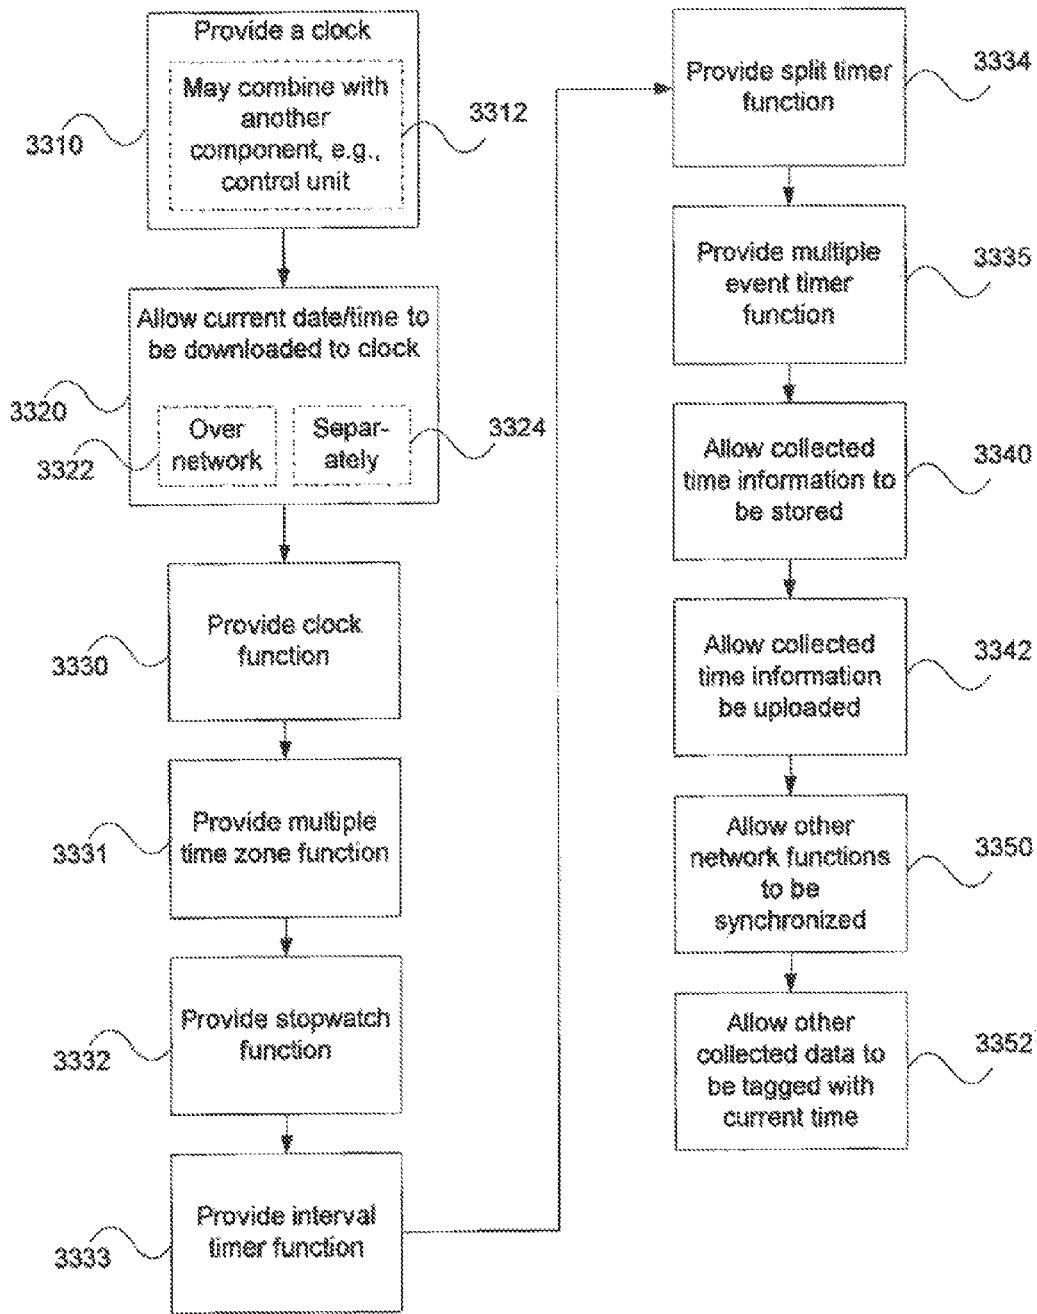 Provide a clock
May combine with
another
component, e.g.,
control unit
3310
3312
Allow current date/time to
be downloaded to clock
3320
Over
network
3322
Separ-
ately
3324
Provide clock
function
3330
Provide multiple
time zone function
3331
Provide stopwatch
function
3332
Provide interval
timer function
3333
Provide split timer
function
3334
Provide multiple
event timer
function
3335
Allow collected
time information to
be stored
3340
Allow collected
time information
be uploaded
3342
Allow other
network functions
to be
synchronized
3350
Allow other
collected data to
be tagged with
current time
3352